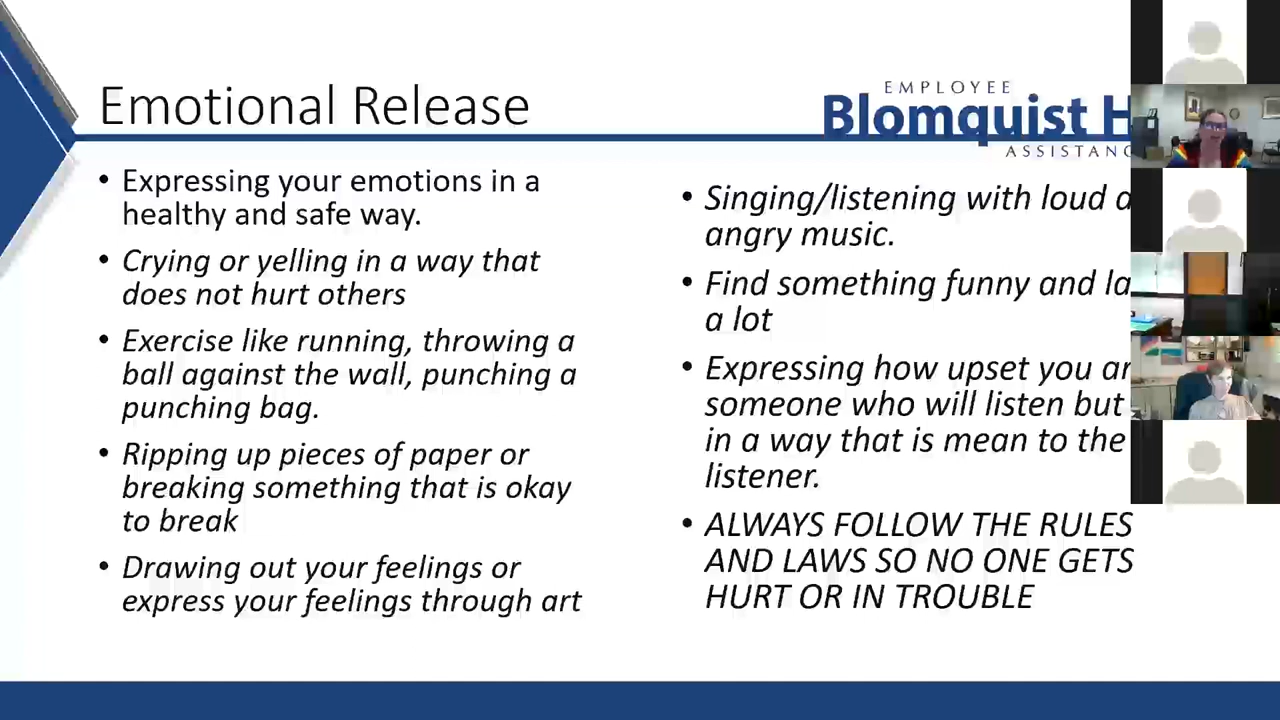 Emotional Release
EMPLOYEE
Blomquist H
ASSISTANC
• Expressing your emotions in a
healthy and safe way.
• Crying or yelling in a way that
does not hurt others
• Exercise like running, throwing a
ball against the wall, punching a
punching bag.
• Ripping up pieces of paper or
breaking something that is okay
to break
• Drawing out your feelings or
express your feelings through art
• Singing/listening with loud
angry music.
• Find something funny and la
a lot
• Expressing how upset you ar
someone who will listen but
in a way that is mean to the
listener.
• ALWAYS FOLLOW THE RULES
AND LAWS SO NO ONE GETS
HURT OR IN TROUBLE